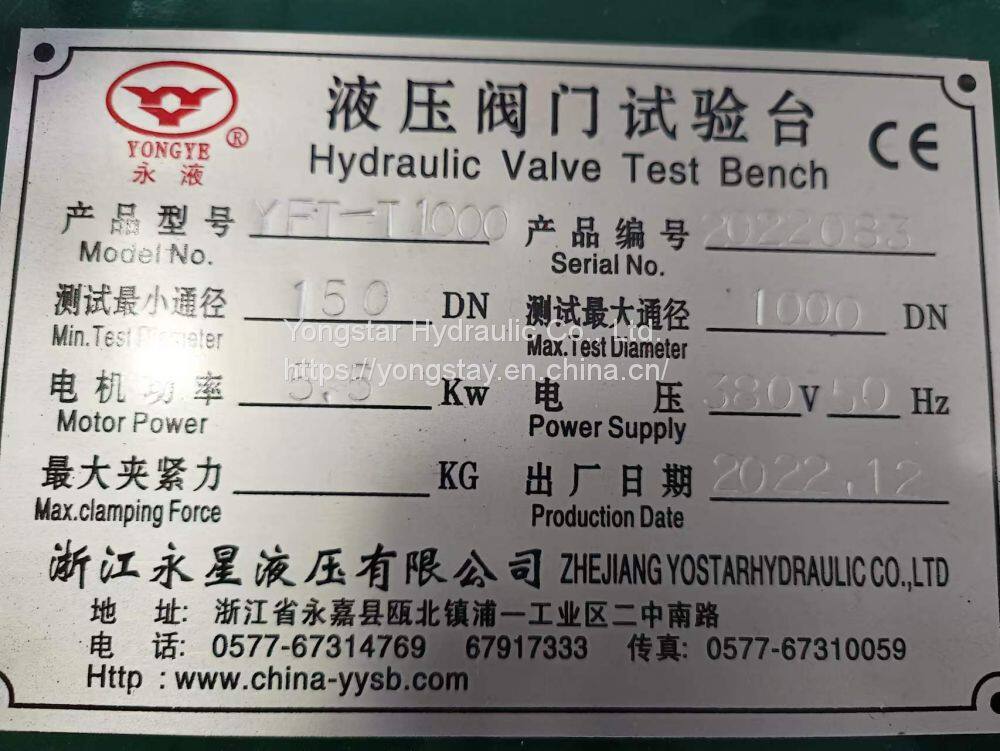 液压阀门试验台
Hydraulic Valve Test Bench
CE
YONGYE ®
永液
产品型号 YFT-T1000 产品编号 2022083
Model No. Serial No.
测试最小通径 150 DN 测试最大通径 1000 DN
Min.Test Diameter Max.Test Diameter
Yongstar Hydraulic Co., Ltd.
https://yongstay.en.china.cn/
电机功率 5.5 Kw 电压 380 V 50 Hz
Motor Power Power Supply
最大夹紧力 KG 出厂日期 2022.12
Max.clamping Force Production Date
浙江永星液压有限公司 ZHEJIANG YOSTARHYDRAULIC CO.,LTD
地 址: 浙江省永嘉县瓯北镇浦一工业区二中南路
电 话: 0577-67314769 67917333 传真: 0577-67310059
Http : www.china-yysb.com